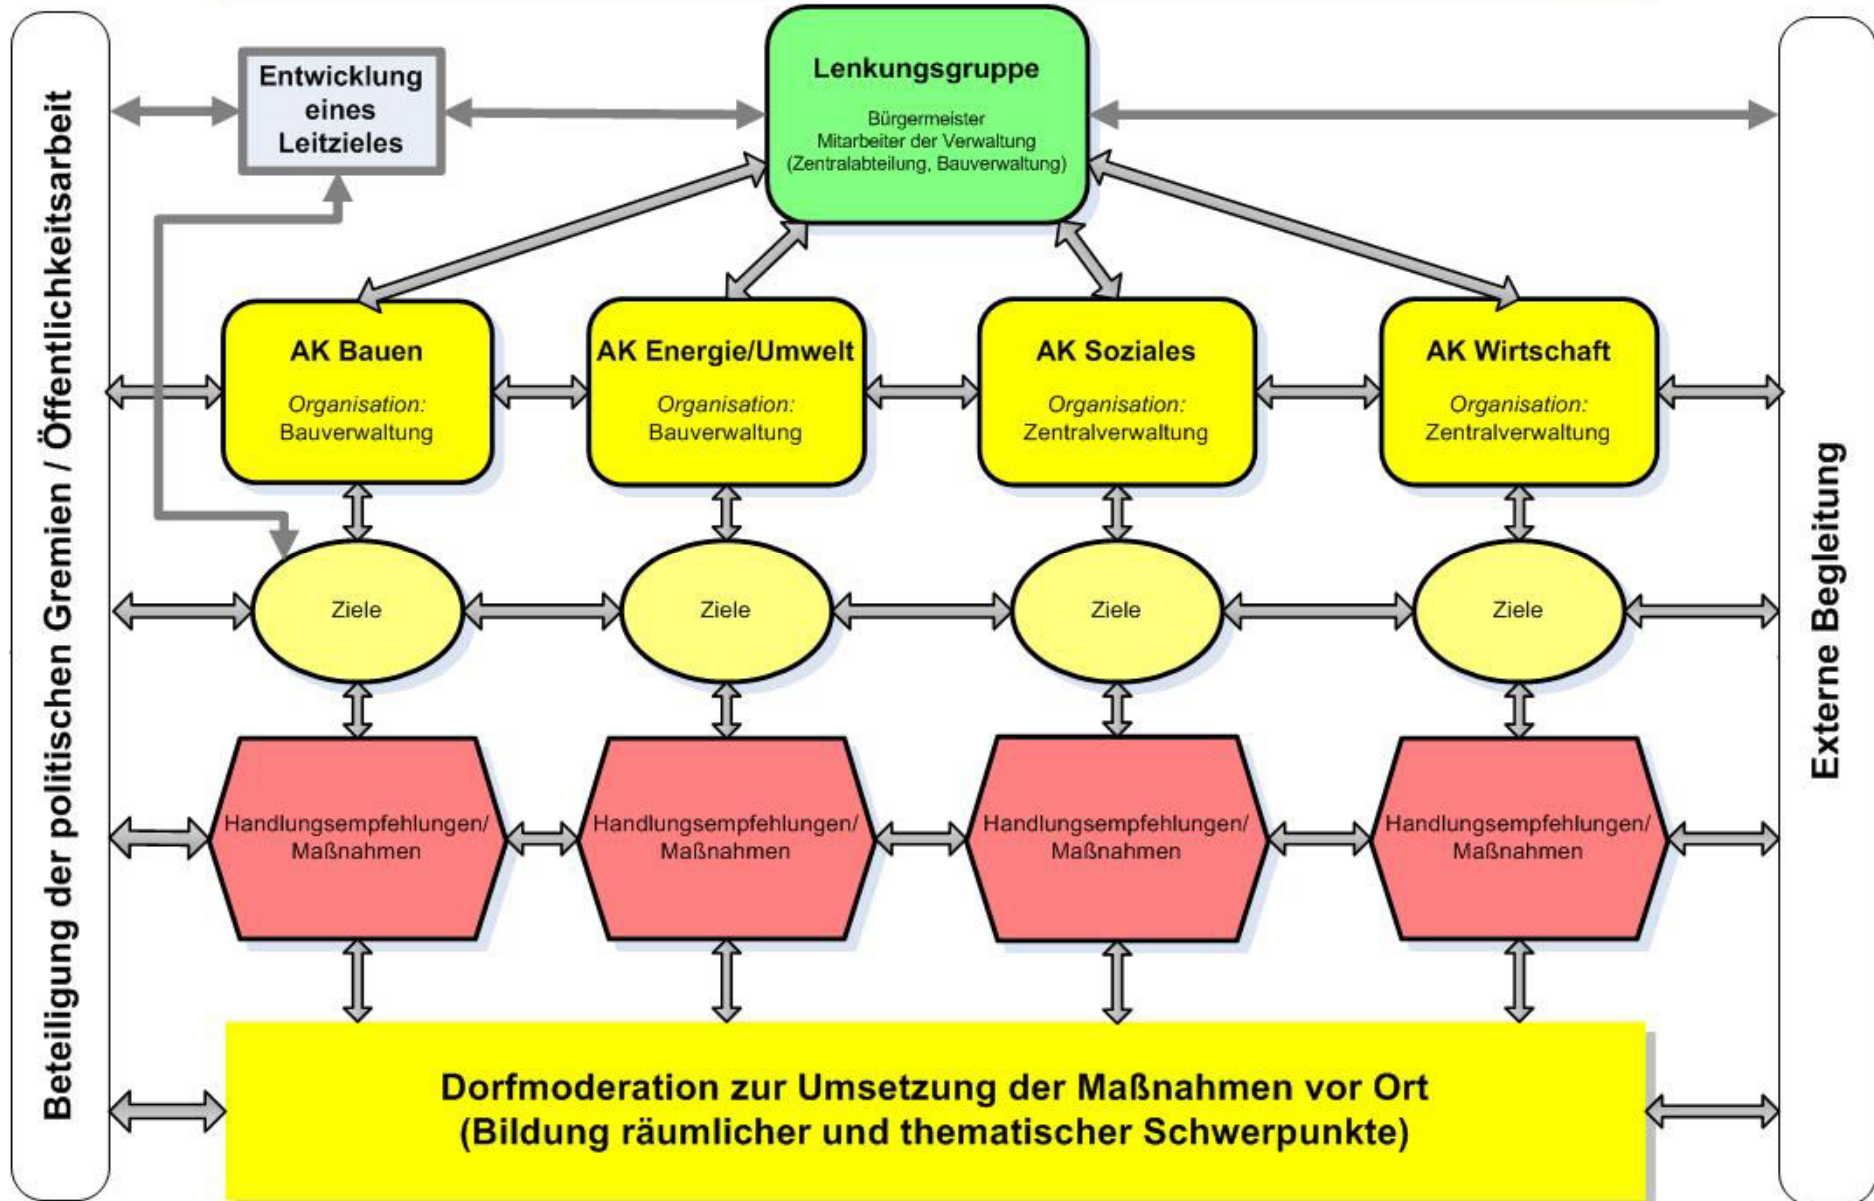 Beteiligung der politischen Gremien / Öffentlichkeitsarbeit
Entwicklung
eines
Leitzieles
Lenkungsgruppe
Bürgermeister
Mitarbeiter der Verwaltung
(Zentralabteilung, Bauverwaltung)
AK Bauen
Organisation:
Bauverwaltung
AK Energie/Umwelt
Organisation:
Bauverwaltung
AK Soziales
Organisation:
Zentralverwaltung
AK Wirtschaft
Organisation:
Zentralverwaltung
Ziele
Ziele
Ziele
Ziele
Handlungsempfehlungen/
Maßnahmen
Handlungsempfehlungen/
Maßnahmen
Handlungsempfehlungen/
Maßnahmen
Handlungsempfehlungen/
Maßnahmen
Dorfmoderation zur Umsetzung der Maßnahmen vor Ort
(Bildung räumlicher und thematischer Schwerpunkte)
Externe Begleitung